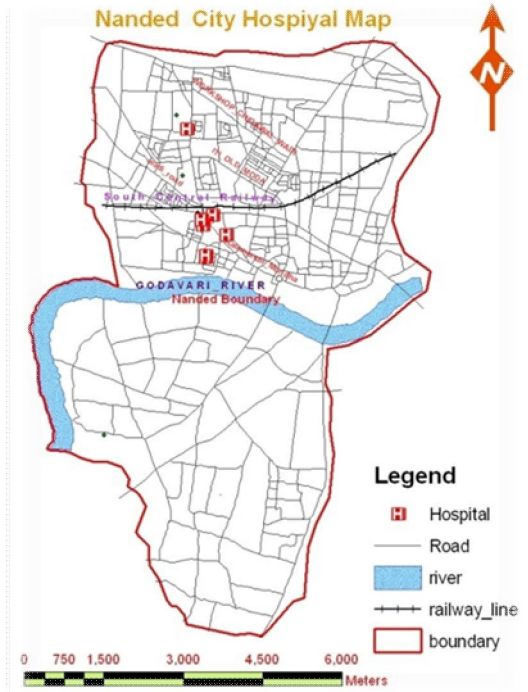 Nanded City Hospiyal Map
N
South Central Railway
GODAVARI_RIVER
Nanded Boundary
Legend
Hospital
Road
river
railway_line
boundary
0 750 1,500 3,000 4,500 6,000
Meters